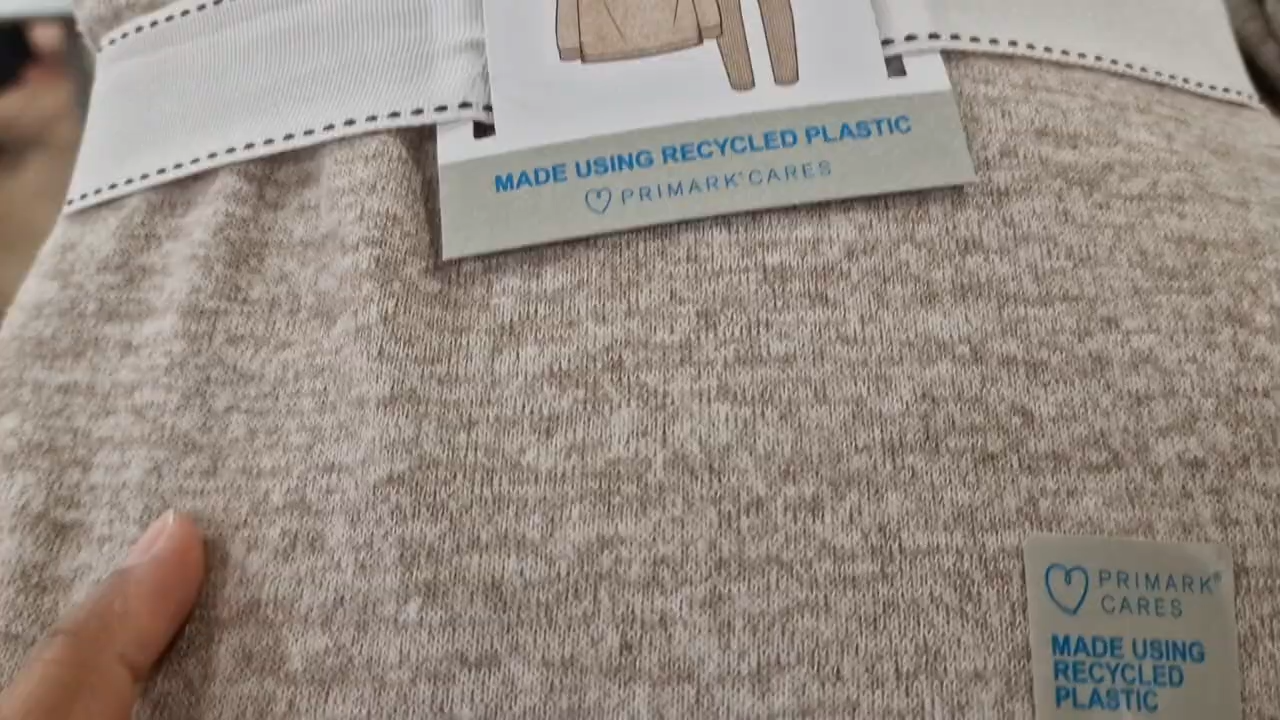 MADE USING RECYCLED PLASTIC
PRIMARK® CARES
PRIMARK®
CARES
MADE USING
RECYCLED
PLASTIC